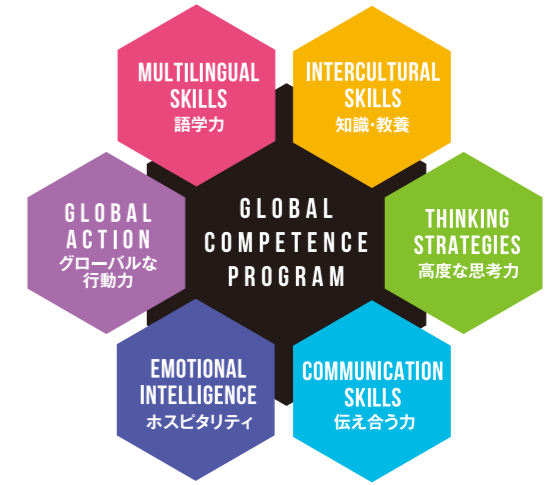 MULTILINGUAL
SKILLS
語学力
INTERCULTURAL
SKILLS
知識・教養
GLOBAL
ACTION
グローバルな
行動力
GLOBAL
COMPETENCE
PROGRAM
THINKING
STRATEGIES
高度な思考力
EMOTIONAL
INTELLIGENCE
ホスピタリティ
COMMUNICATION
SKILLS
伝え合う力